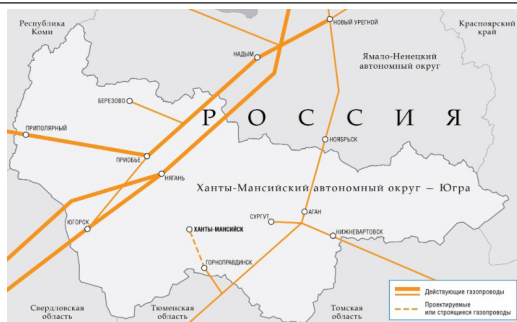 Республика
Коми
НОВЫЙ УРЕНГОЙ
Красноярский
край
НАДЫМ
Ямало-Ненецкий
автономный округ
БЕРЕЗОВО
РОССИЯ
ПРИПОЛЯРНЫЙ
ПРИОБЬЕ
НОЯБРЬСК
НЯГАНЬ
Ханты-Мансийский автономный округ – Югра
ЮГОРСК
ХАНТЫ-МАНСИЙСК
СУРГУТ
АГАН
НИЖНЕВАРТОВСК
ГОРНОПРАВДИНСК
Свердловская
область
Тюменская
область
Томская
область
Действующие газопроводы
Проектируемые
или строящиеся газопроводы